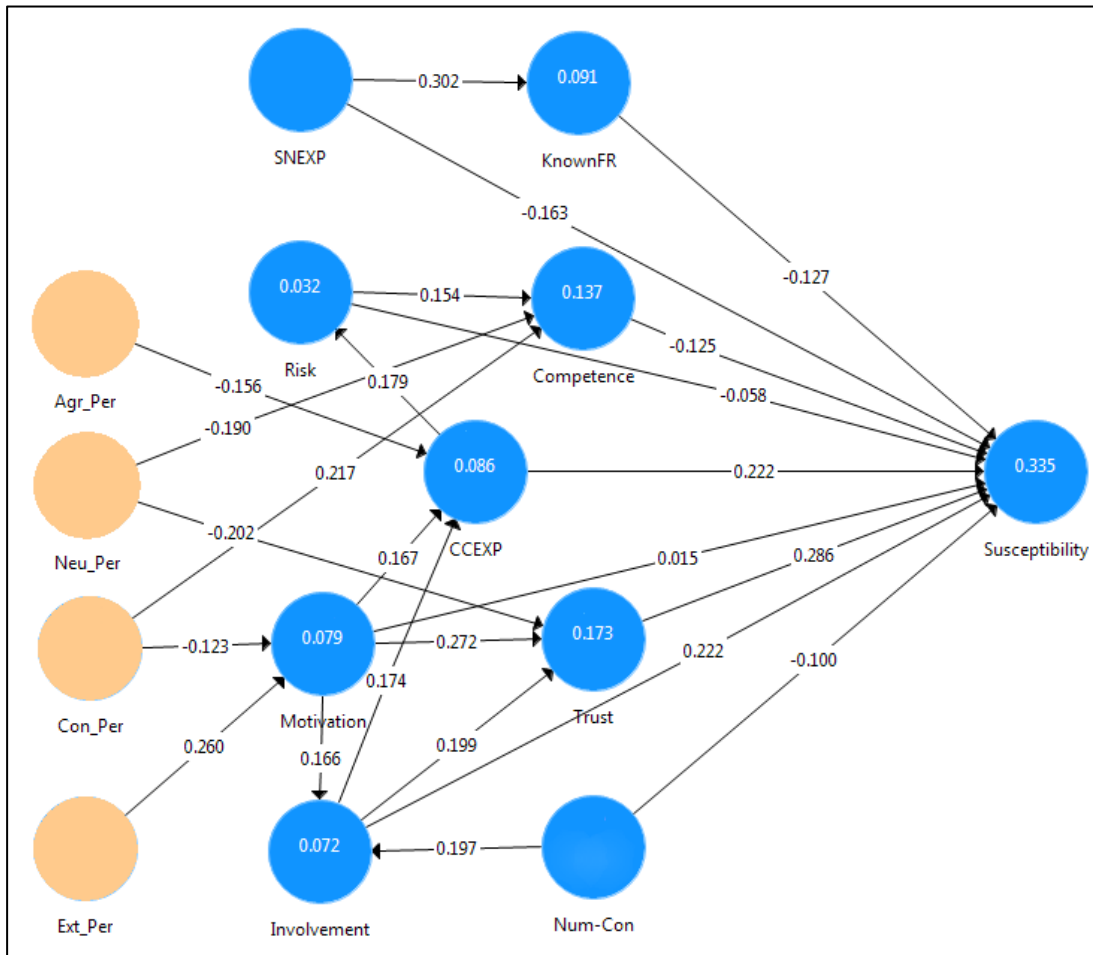 0.302
0.091
SNEXP
KnownFR
-0.163
-0.127
0.032
0.154
0.137
Risk
Competence
-0.125
-0.058
0.179
-0.156
Agr_Per
-0.190
0.217
0.086
0.222
0.335
CCEXP
Susceptibility
Neu_Per
-0.202
0.167
0.015
0.286
-0.123
0.079
0.272
0.173
0.222
-0.100
0.174
Con_Per
Motivation
Trust
0.260
0.166
0.199
0.072
0.197
Ext_Per
Involvement
Num-Con